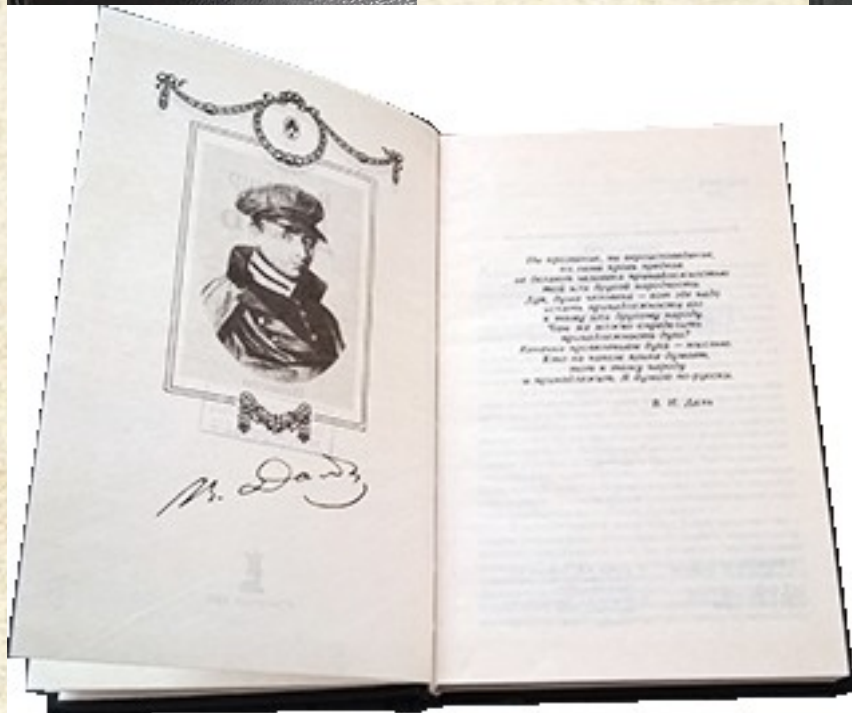 Ни прозвание, ни вероисповедание,
ни сама кровь предков
не делают человека принадлежностью
той или другой народности.
Дух, душа человека — вот где надо
искать принадлежность его
к тому или другому народу.
Чем же можно определить
принадлежность духа?
Конечно проявлением духа — мыслью.
Кто на каком языке думает,
тот к тому народу
и принадлежит. Я думаю по-русски.
В. И. Даль
Даль